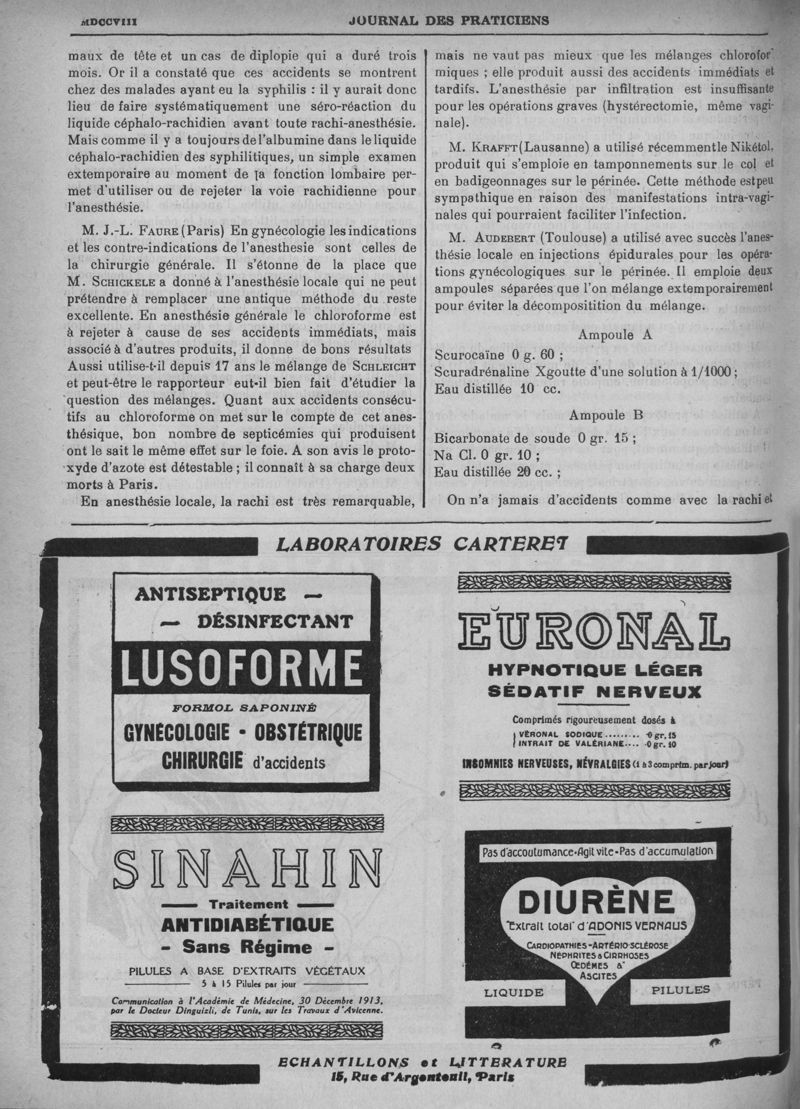 MDCCVIII
JOURNAL DES PRATICIENS
maux de tête et un cas de diplopie qui a duré trois
mois. Or il a constaté que ces accidents se montrent
chez des malades ayant eu la syphilis : il y aurait donc
lieu de faire systématiquement une séro-réaction du
liquide céphalo-rachidien avant toute rachi-anesthésie.
Mais comme il y a toujours de l'albumine dans le liquide
céphalo-rachidien des syphilitiques, un simple examen
extemporaire au moment de la fonction lombaire per-
met d'utiliser ou de rejeter la voie rachidienne pour
l'anesthésie.
M. J.-L. FAURE (Paris) En gynécologie les indications
et les contre-indications de l'anesthesie sont celles de
la chirurgie générale. Il s'étonne de la place que
M. SCHICKELE a donné à l'anesthésie locale qui ne peut
prétendre à remplacer une antique méthode du reste
excellente. En anesthésie générale le chloroforme est
à rejeter à cause de ses accidents immédiats, mais
associé à d'autres produits, il donne de bons résultats
Aussi utilise-t-il depuis 17 ans le mélange de SCHLEICHT
et peut-être le rapporteur eut-il bien fait d'étudier la
question des mélanges. Quant aux accidents consécu-
tifs au chloroforme on met sur le compte de cet anes-
thésique, bon nombre de septicémies qui produisent
ont le sait le même effet sur le foie. A son avis le proto-
xyde d'azote est détestable ; il connaît à sa charge deux
morts à Paris.
En anesthésie locale, la rachi est très remarquable,
mais ne vaut pas mieux que les mélanges chlorofor
miques ; elle produit aussi des accidents immédiats et
tardifs. L'anesthésie par infiltration est insuffisante
pour les opérations graves (hystérectomie, même vagi-
nale).
M. KRAFFT (Lausanne) a utilisé récemment le Nikétol,
produit qui s'emploie en tamponnements sur le col et
en badigeonnages sur le périnée. Cette méthode est peu
sympathique en raison des manifestations intra-vagi-
nales qui pourraient faciliter l'infection.
M. AUDEBERT (Toulouse) a utilisé avec succès l'anes-
thésie locale en injections épidurales pour les opéra-
tions gynécologiques sur le périnée. Il emploie deux
ampoules séparées que l'on mélange extemporairement
pour éviter la décomposititon du mélange.
Ampoule A
Scurocaïne 0 g. 60 ;
Scuradrénaline Xgoutte d'une solution à 1/1000 ;
Eau distillée 10 cc.
Ampoule B
Bicarbonate de soude 0 gr. 15 ;
Na Cl. 0 gr. 10 ;
Eau distillée 20 cc. ;
On n'a jamais d'accidents comme avec la rachi et
LABORATOIRES CARTERET
ANTISEPTIQUE —
— DÉSINFECTANT
LUSOFORME
FORMOL SAPONINÉ
GYNÉCOLOGIE - OBSTÉTRIQUE
CHIRURGIE d'accidents
EURONAL
HYPNOTIQUE LÉGER
SÉDATIF NERVEUX
Comprimés rigoureusement dosés à
VÉRONAL SODIQUE......... 0 gr. 15
INTRAIT DE VALÉRIANE.... 0 gr. 10
INSOMNIES NERVEUSES, NÉVRALGIES (1 à 3 comprim. par jour)
SINAHIN
Traitement
ANTIDIABÉTIQUE
- Sans Régime -
PILULES A BASE D'EXTRAITS VÉGÉTAUX
5 à 15 Pilules par jour
Communication à l'Académie de Médecine, 30 Décembre 1913,
par le Docteur Dinguizli, de Tunis, sur les Travaux d'Avicenne.
Pas d'accoutumance-Agit vite-Pas d'accumulation
DIURÈNE
"Extrait total" d'ADONIS VERNALIS
CARDIOPATHIES-ARTÉRIO-SCLÉROSE
NÉPHRITES & CIRRHOSES
ŒDÈMES &
ASCITES
LIQUIDE
PILULES
ECHANTILLONS et LITTERATURE
15, Rue d'Argenteuil, Paris